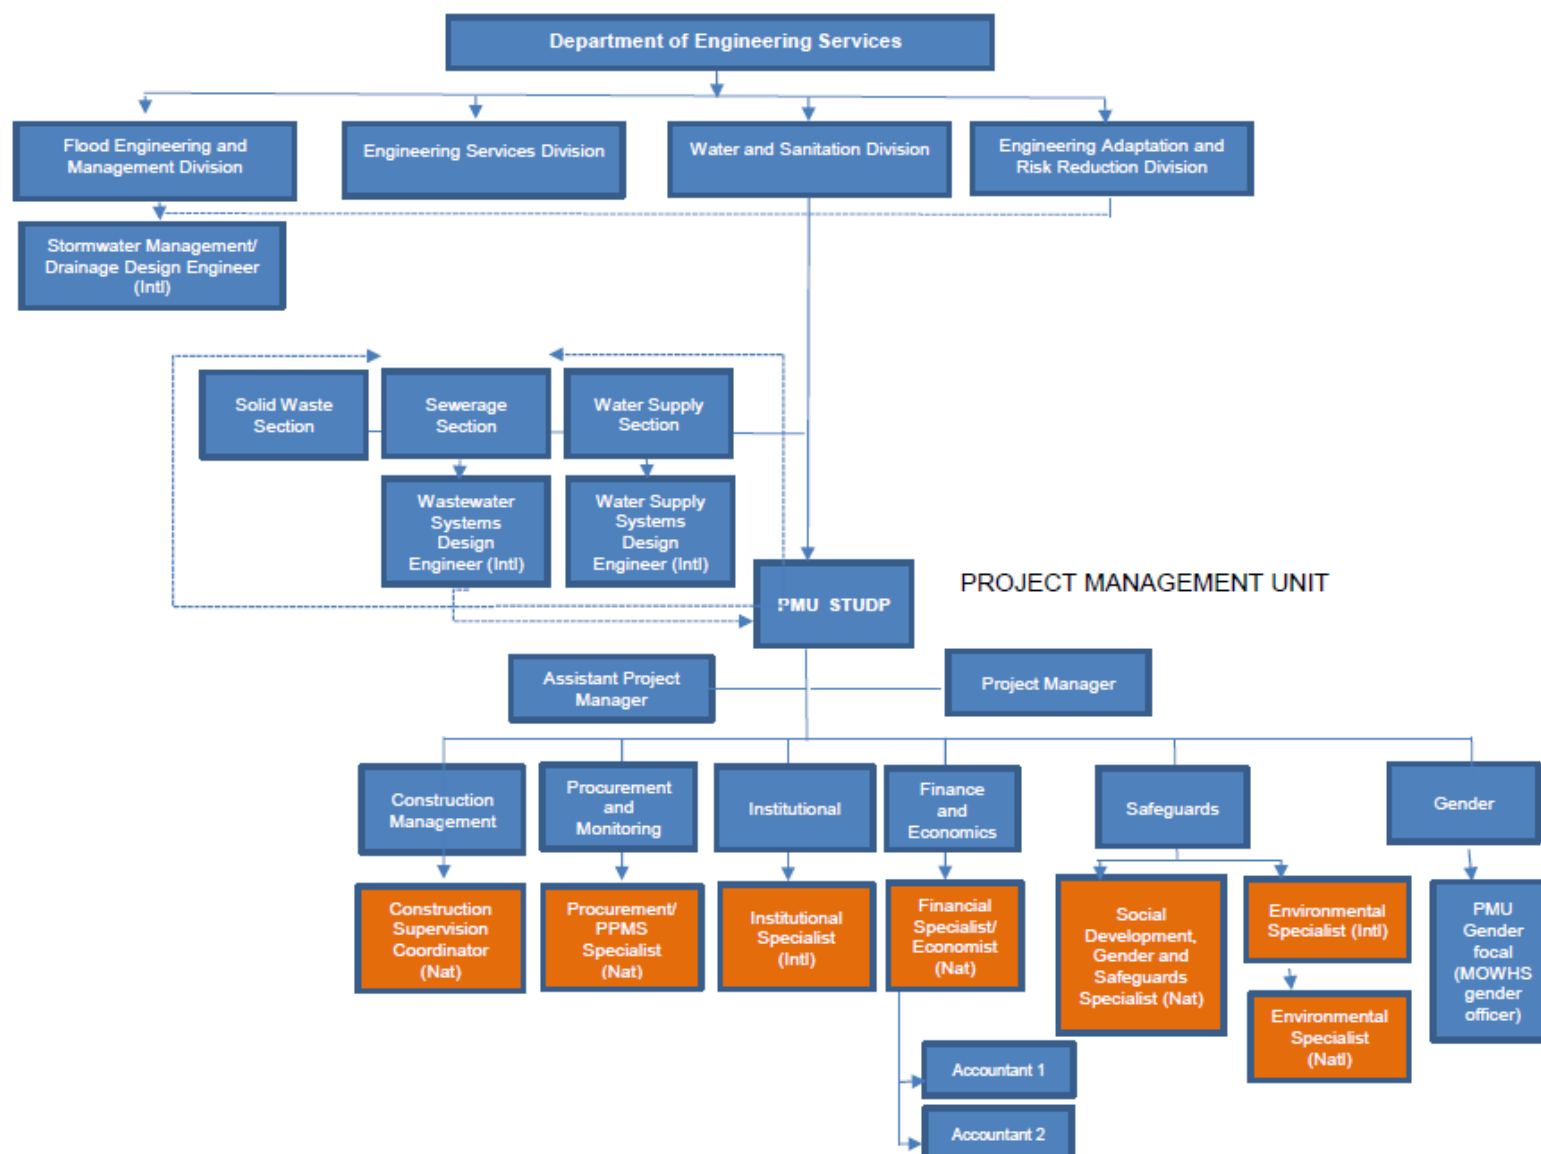 Department of Engineering Services
Flood Engineering and
Management Division
Engineering Services Division
Water and Sanitation Division
Engineering Adaptation and
Risk Reduction Division
Stormwater Management/
Drainage Design Engineer
(Intl)
Solid Waste
Section
Sewerage
Section
Water Supply
Section
Wastewater
Systems
Design
Engineer (Intl)
Water Supply
Systems
Design
Engineer (Intl)
PMU STUDP
PROJECT MANAGEMENT UNIT
Assistant Project
Manager
Project Manager
Construction
Management
Procurement
and
Monitoring
Institutional
Finance
and
Economics
Safeguards
Gender
Construction
Supervision
Coordinator
(Nat)
Procurement/
PPMS
Specialist
(Nat)
Institutional
Specialist
(Intl)
Financial
Specialist/
Economist
(Nat)
Social
Development,
Gender and
Safeguards
Specialist (Nat)
Environmental
Specialist (Intl)
Environmental
Specialist
(Natl)
PMU
Gender
focal
(MOWHS
gender
officer)
Accountant 1
Accountant 2